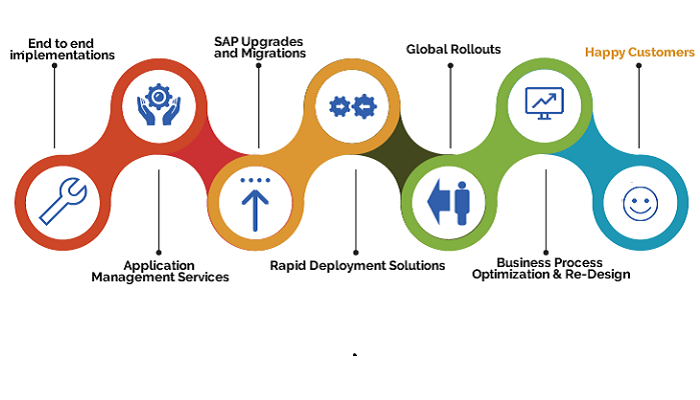 End to end
implementations
SAP Upgrades
and Migrations
Global Rollouts
Happy Customers
Application
Management Services
Rapid Deployment Solutions
Business Process
Optimization & Re-Design